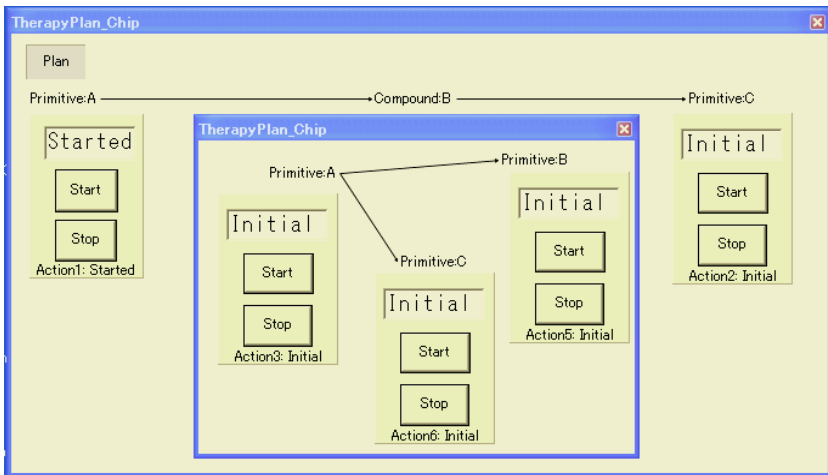 TherapyPlan_Chip
Plan
Primitive:A
Compound:B
Primitive:C
Started
Start
Stop
Action1: Started
TherapyPlan_Chip
Primitive:A
Primitive:B
Initial
Start
Stop
Action3: Initial
Primitive:C
Initial
Start
Stop
Action6: Initial
Initial
Start
Stop
Action5: Initial
Initial
Start
Stop
Action2: Initial